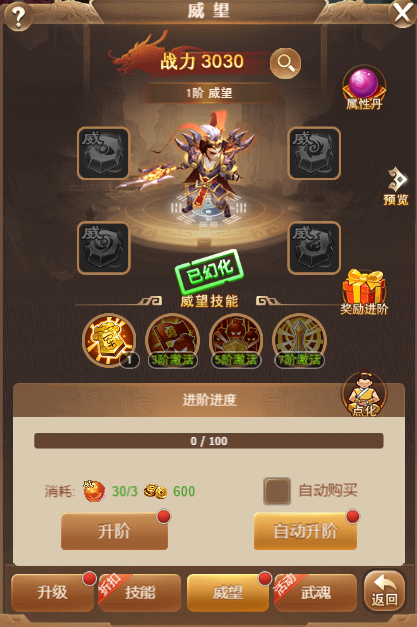 ?
威望
战力 3030
1阶 威望
属性丹
威
威
预览
威
威
已幻化
威望技能
奖励进阶
1
3阶激活
5阶激活
7阶激活
进阶进度
点化
0 / 100
消耗: 30/3 600
自动购买
升阶
自动升阶
升级
折扣
技能
威望
活动
武魂
返回